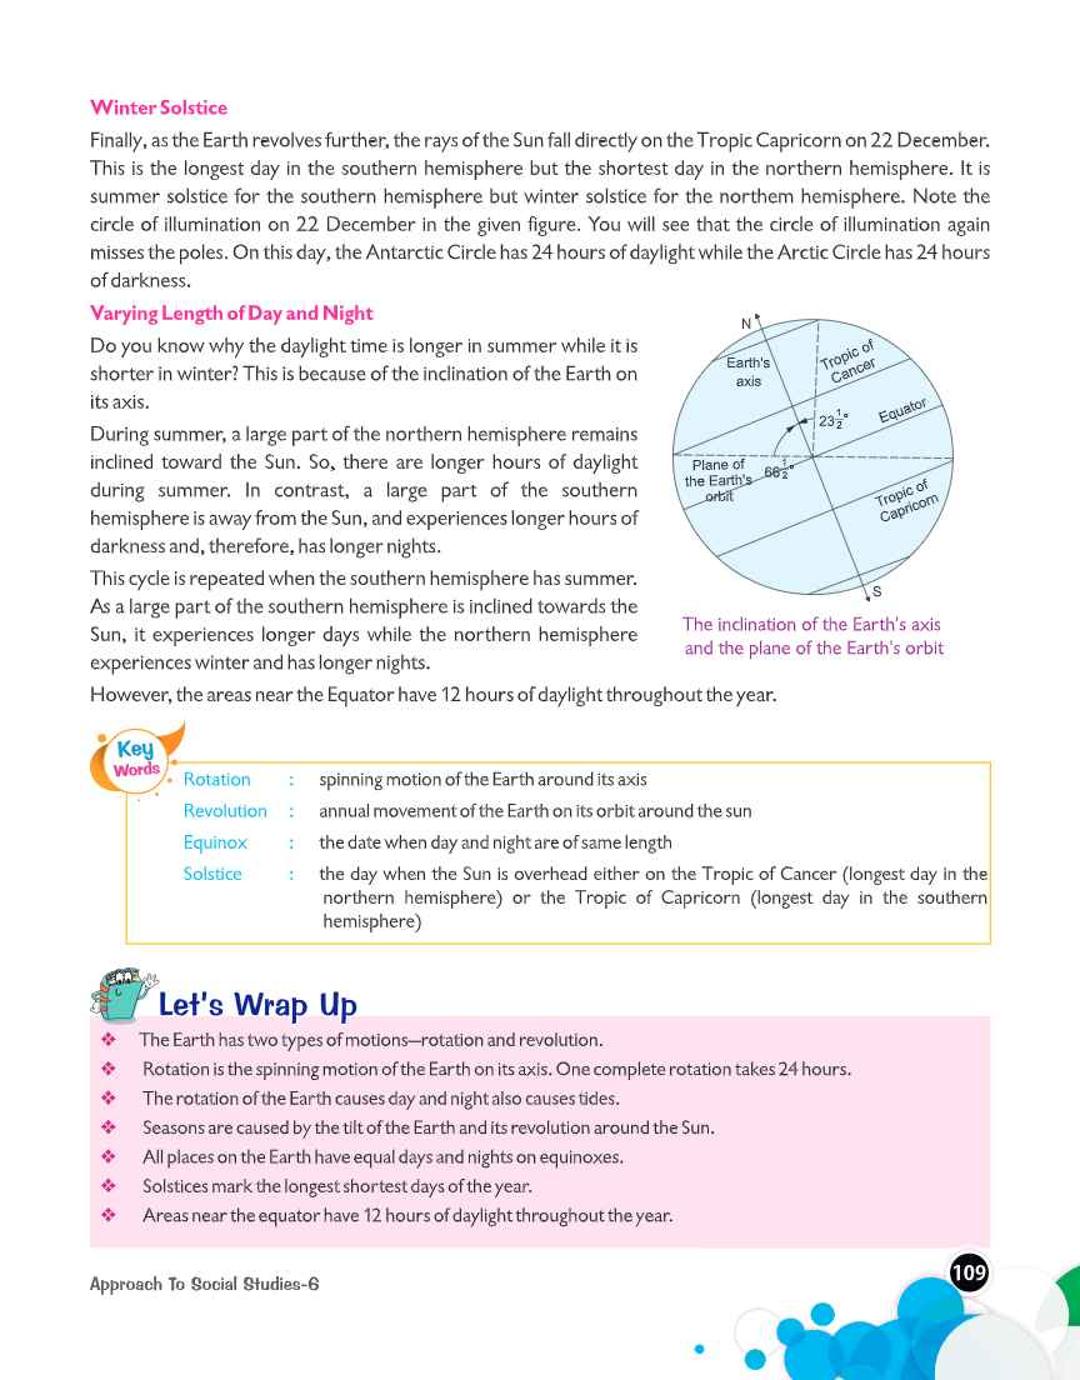 Winter Solstice
Finally, as the Earth revolves further, the rays of the Sun fall directly on the Tropic Capricorn on 22 December.
This is the longest day in the southern hemisphere but the shortest day in the northern hemisphere. It is
summer solstice for the southern hemisphere but winter solstice for the northem hemisphere. Note the
circle of illumination on 22 December in the given figure. You will see that the circle of illumination again
misses the poles. On this day, the Antarctic Circle has 24 hours of daylight while the Arctic Circle has 24 hours
of darkness.
Varying Length of Day and Night
Do you know why the daylight time is longer in summer while it is
shorter in winter? This is because of the inclination of the Earth on
its axis.
During summer, a large part of the northern hemisphere remains
inclined toward the Sun. So, there are longer hours of daylight
during summer. In contrast, a large part of the southern
hemisphere is away from the Sun, and experiences longer hours of
darkness and, therefore, has longer nights.
This cycle is repeated when the southern hemisphere has summer.
As a large part of the southern hemisphere is inclined towards the
Sun, it experiences longer days while the northern hemisphere
experiences winter and has longer nights.
N
Earth's
axis
Tropic of
Cancer
23½°
Equator
Plane of
the Earth's
orbit
66½°
Tropic of
Capricorn
S
The inclination of the Earth's axis
and the plane of the Earth's orbit
However, the areas near the Equator have 12 hours of daylight throughout the year.
Key
Words
Rotation : spinning motion of the Earth around its axis
Revolution : annual movement of the Earth on its orbit around the sun
Equinox : the date when day and night are of same length
Solstice : the day when the Sun is overhead either on the Tropic of Cancer (longest day in the
northern hemisphere) or the Tropic of Capricorn (longest day in the southern
hemisphere)
Let's Wrap Up
❖ The Earth has two types of motions—rotation and revolution.
❖ Rotation is the spinning motion of the Earth on its axis. One complete rotation takes 24 hours.
❖ The rotation of the Earth causes day and night also causes tides.
❖ Seasons are caused by the tilt of the Earth and its revolution around the Sun.
❖ All places on the Earth have equal days and nights on equinoxes.
❖ Solstices mark the longest shortest days of the year.
❖ Areas near the equator have 12 hours of daylight throughout the year.
Approach To Social Studies-6
109